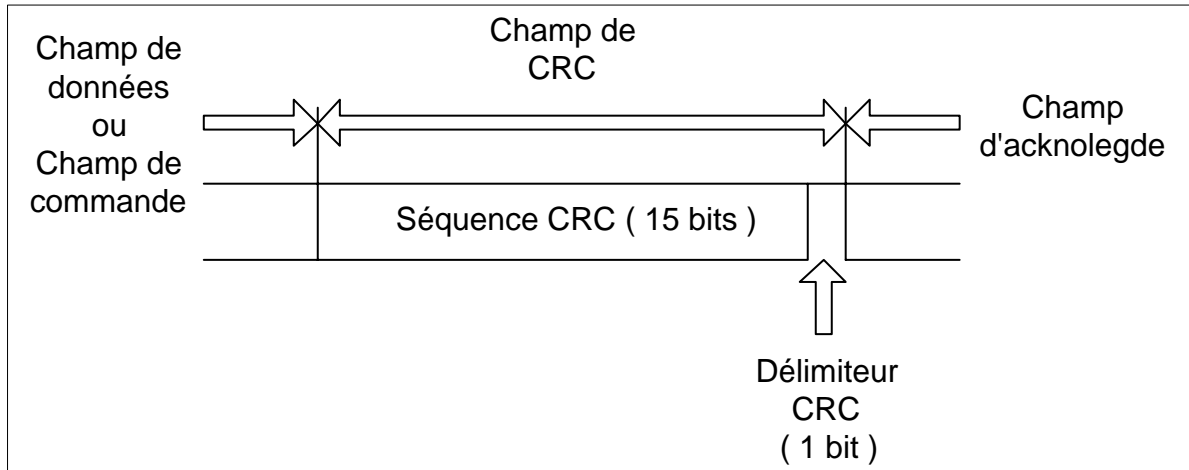 Champ de
données
ou
Champ de
commande
Champ de
CRC
Champ
d'acknolegde
Séquence CRC ( 15 bits )
Délimiteur
CRC
( 1 bit )